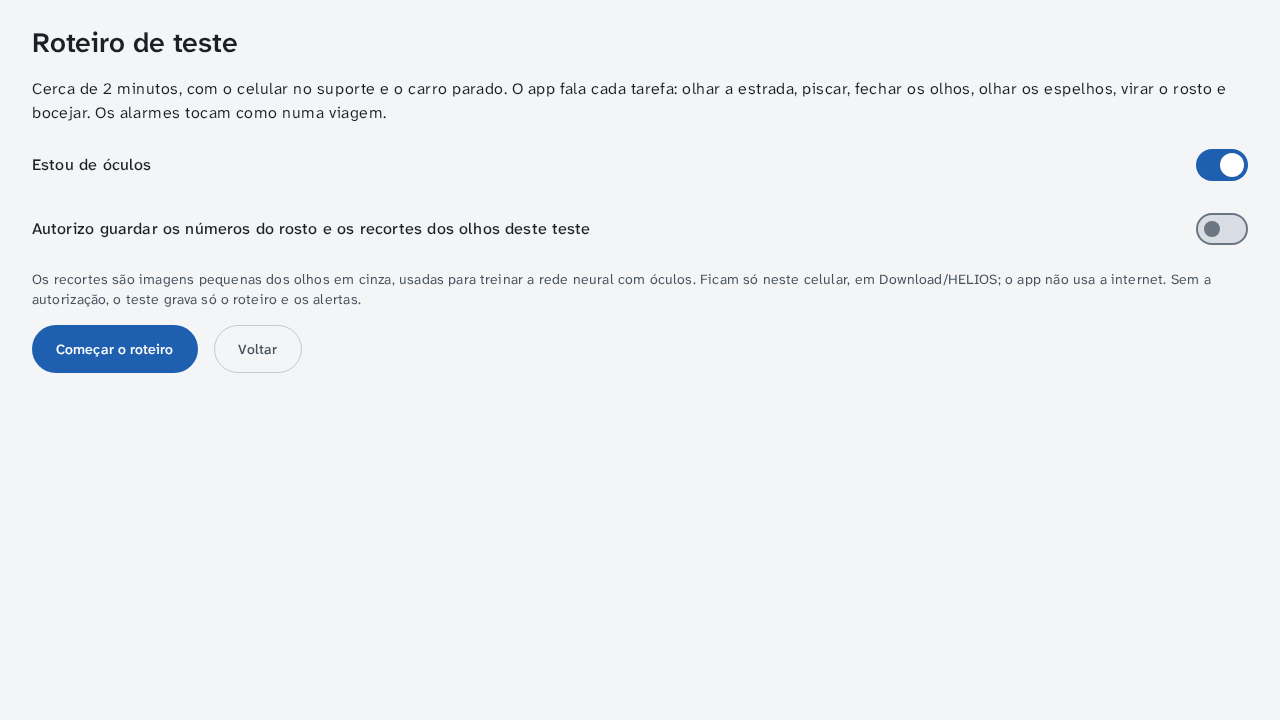 Roteiro de teste
Cerca de 2 minutos, com o celular no suporte e o carro parado. O app fala cada tarefa: olhar a estrada, piscar, fechar os olhos, olhar os espelhos, virar o rosto e
bocejar. Os alarmes tocam como numa viagem.
Estou de óculos
Autorizo guardar os números do rosto e os recortes dos olhos deste teste
Os recortes são imagens pequenas dos olhos em cinza, usadas para treinar a rede neural com óculos. Ficam só neste celular, em Download/HELIOS; o app não usa a internet. Sem a
autorização, o teste grava só o roteiro e os alertas.
Começar o roteiro
Voltar